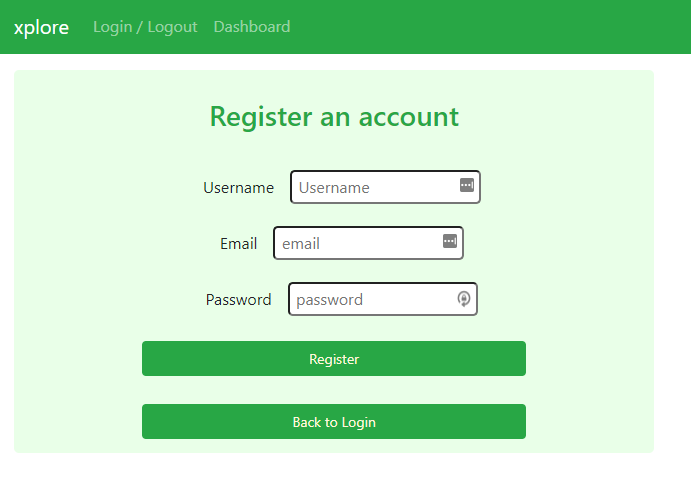 xplore Login / Logout Dashboard
Register an account
Username Username
Email email
Password password
Register
Back to Login